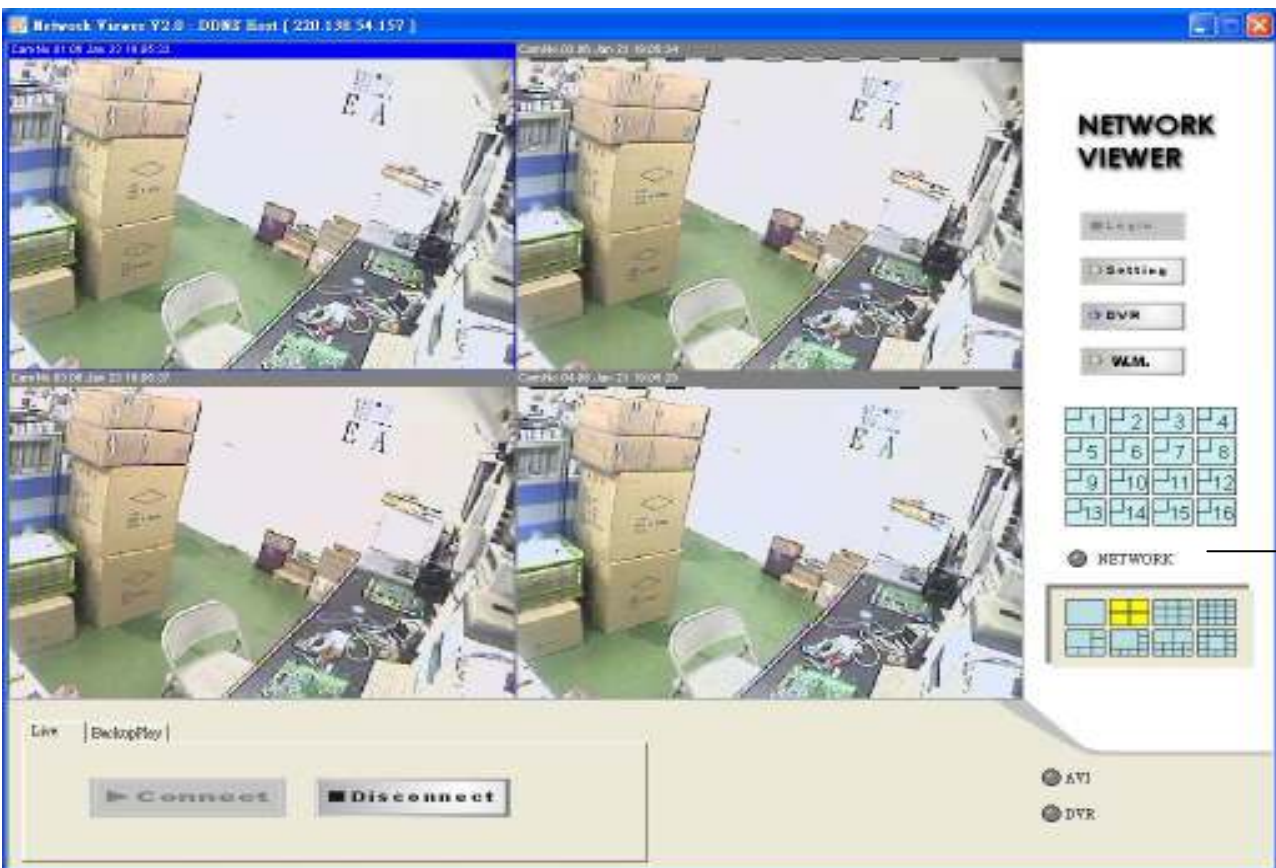 Network Viewer V2.0 - DDNS Host [ 220.138.54.157 ]
E A
E A
E A
E A
NETWORK
VIEWER
Login
Setting
DVR
W.M.
1 2 3 4
5 6 7 8
9 10 11 12
13 14 15 16
NETWORK
Live BackupPlay
Connect Disconnect
AVI
DVR